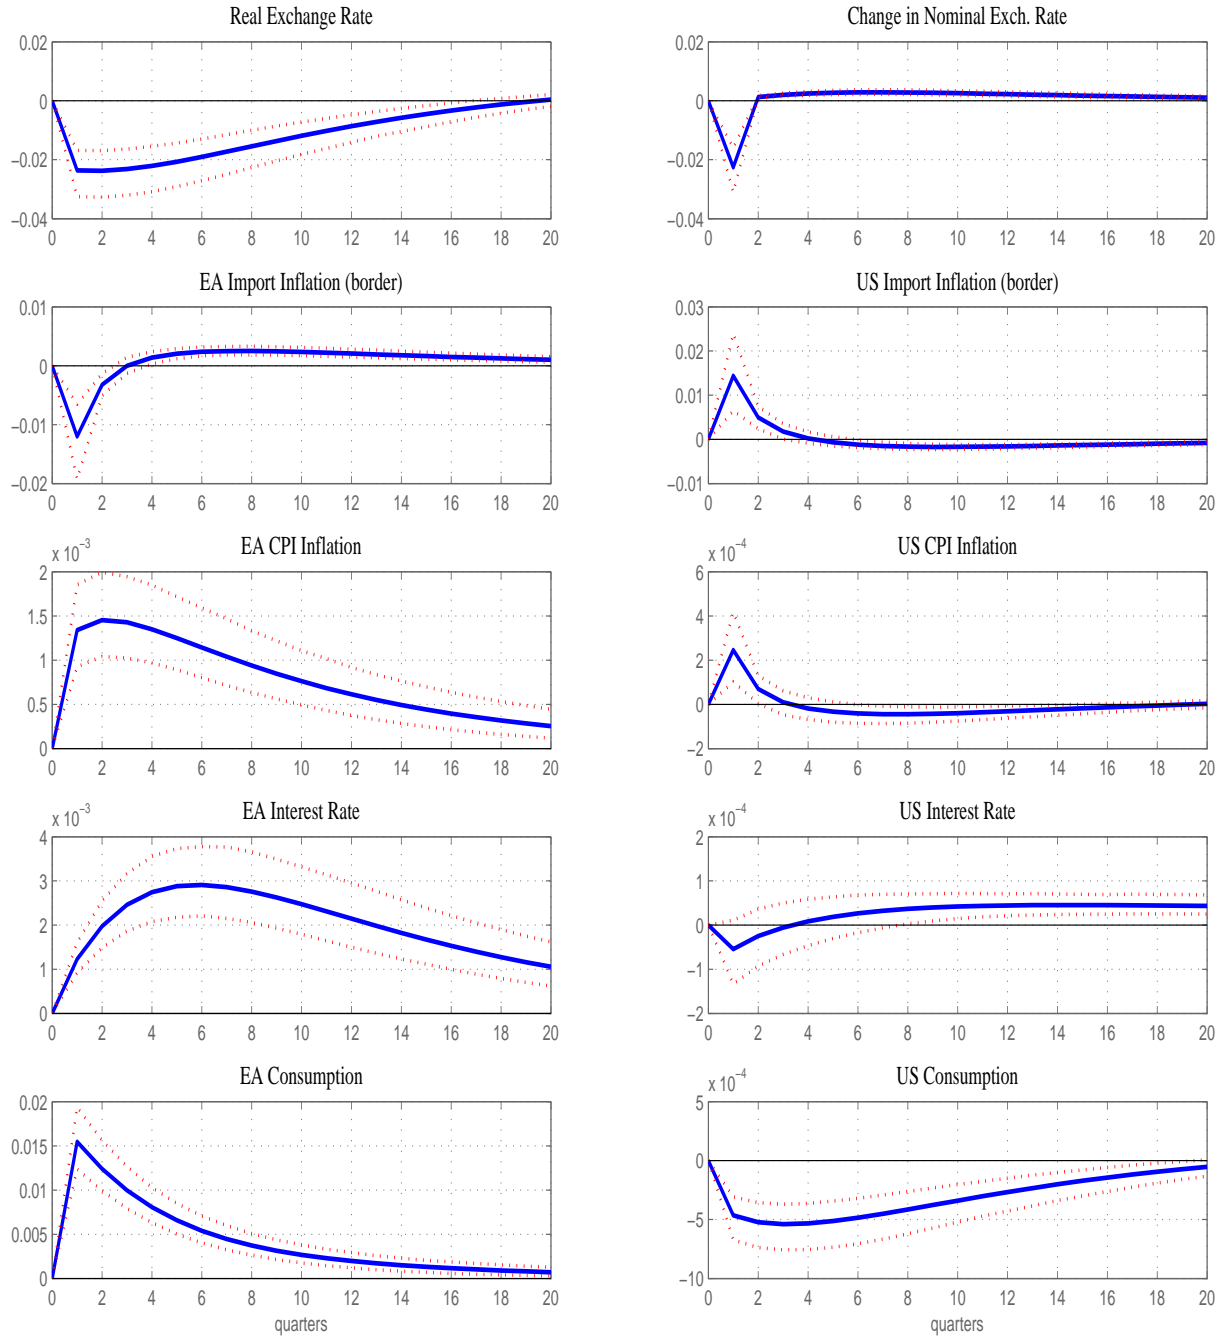 Real Exchange Rate
0.02
0
−0.02
−0.04
0 2 4 6 8 10 12 14 16 18 20
Change in Nominal Exch. Rate
0.02
0
−0.02
−0.04
0 2 4 6 8 10 12 14 16 18 20
EA Import Inflation (border)
0.01
0
−0.01
−0.02
0 2 4 6 8 10 12 14 16 18 20
US Import Inflation (border)
0.03
0.02
0.01
0
−0.01
0 2 4 6 8 10 12 14 16 18 20
EA CPI Inflation
x 10−3
2
1.5
1
0.5
0
0 2 4 6 8 10 12 14 16 18 20
US CPI Inflation
x 10−4
6
4
2
0
−2
0 2 4 6 8 10 12 14 16 18 20
EA Interest Rate
x 10−3
4
3
2
1
0
0 2 4 6 8 10 12 14 16 18 20
US Interest Rate
x 10−4
2
1
0
−1
−2
0 2 4 6 8 10 12 14 16 18 20
EA Consumption
0.02
0.015
0.01
0.005
0
0 2 4 6 8 10 12 14 16 18 20
quarters
US Consumption
x 10−4
5
0
−5
−10
0 2 4 6 8 10 12 14 16 18 20
quarters